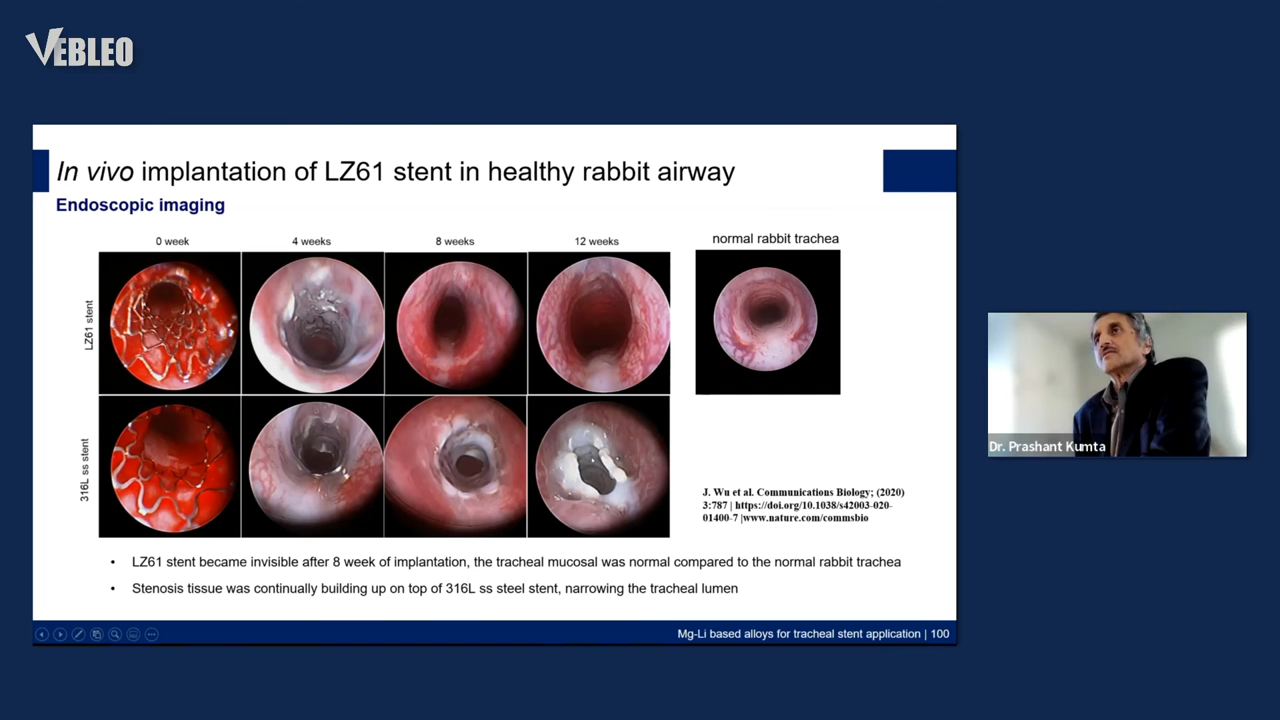 VEBLEO
In vivo implantation of LZ61 stent in healthy rabbit airway
Endoscopic imaging
0 week
4 weeks
8 weeks
12 weeks
normal rabbit trachea
LZ61 stent
316L ss stent
J. Wu et al. Communications Biology; (2020)
3:787 | https://doi.org/10.1038/s42003-020-
01400-7 |www.nature.com/commsbio
• LZ61 stent became invisible after 8 week of implantation, the tracheal mucosal was normal compared to the normal rabbit trachea
• Stenosis tissue was continually building up on top of 316L ss steel stent, narrowing the tracheal lumen
Mg-Li based alloys for tracheal stent application | 100
Dr. Prashant Kumta